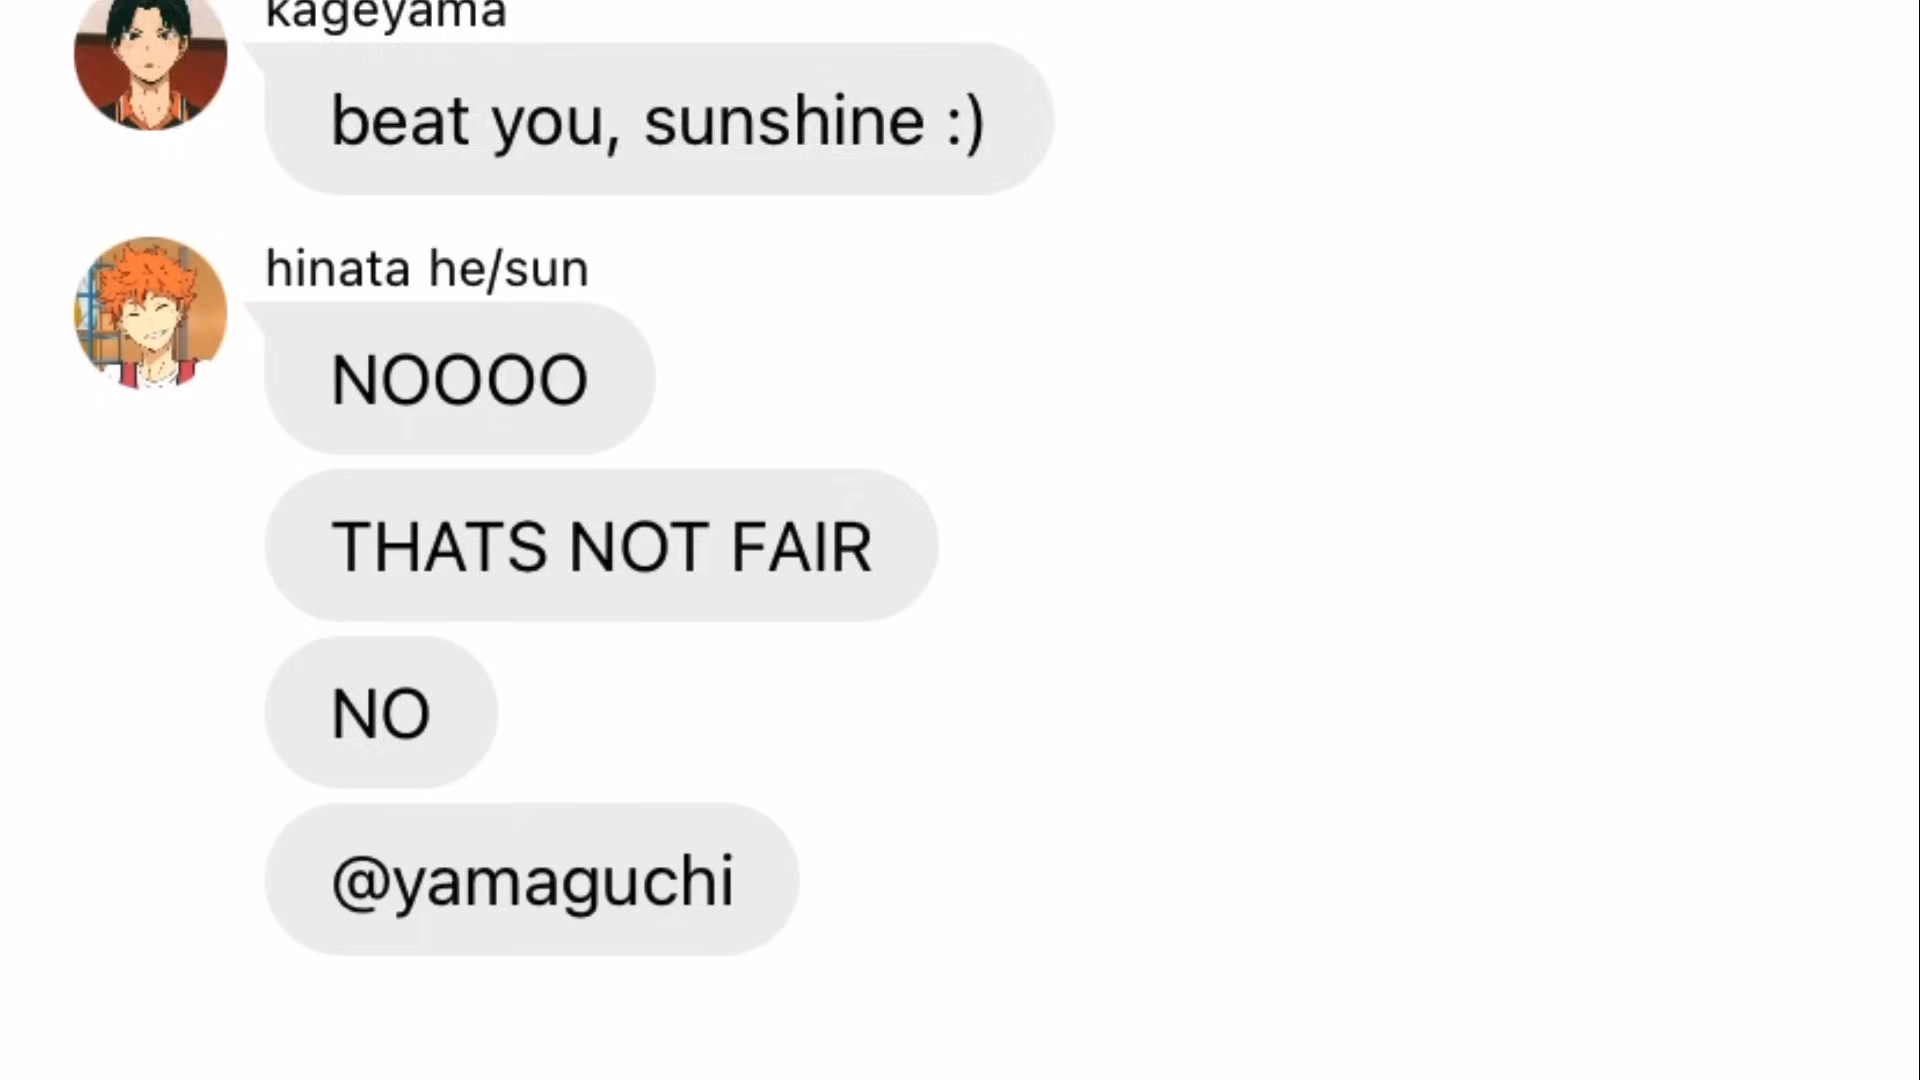 kageyama
beat you, sunshine :)
hinata he/sun
NOOOO
THATS NOT FAIR
NO
@yamaguchi